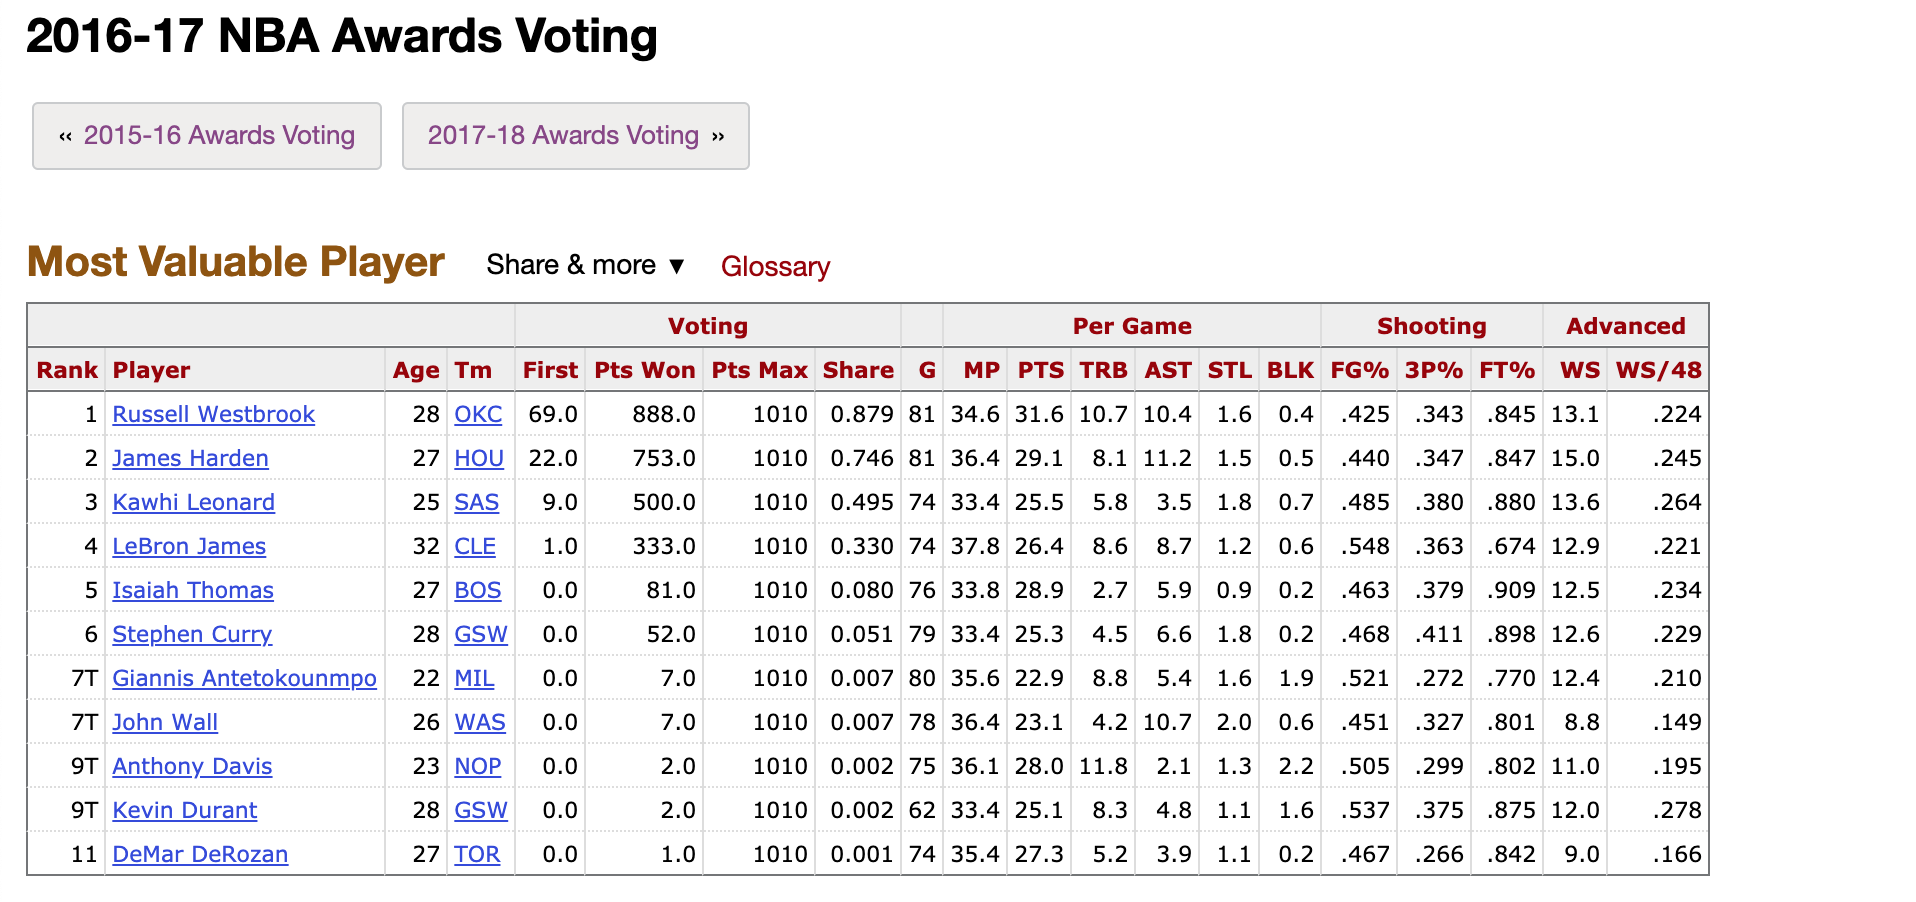 2016-17 NBA Awards Voting
« 2015-16 Awards Voting 2017-18 Awards Voting »
Most Valuable Player Share & more ▼ Glossary
Voting Per Game Shooting Advanced
Rank Player Age Tm First Pts Won Pts Max Share G MP PTS TRB AST STL BLK FG% 3P% FT% WS WS/48
1 Russell Westbrook 28 OKC 69.0 888.0 1010 0.879 81 34.6 31.6 10.7 10.4 1.6 0.4 .425 .343 .845 13.1 .224
2 James Harden 27 HOU 22.0 753.0 1010 0.746 81 36.4 29.1 8.1 11.2 1.5 0.5 .440 .347 .847 15.0 .245
3 Kawhi Leonard 25 SAS 9.0 500.0 1010 0.495 74 33.4 25.5 5.8 3.5 1.8 0.7 .485 .380 .880 13.6 .264
4 LeBron James 32 CLE 1.0 333.0 1010 0.330 74 37.8 26.4 8.6 8.7 1.2 0.6 .548 .363 .674 12.9 .221
5 Isaiah Thomas 27 BOS 0.0 81.0 1010 0.080 76 33.8 28.9 2.7 5.9 0.9 0.2 .463 .379 .909 12.5 .234
6 Stephen Curry 28 GSW 0.0 52.0 1010 0.051 79 33.4 25.3 4.5 6.6 1.8 0.2 .468 .411 .898 12.6 .229
7T Giannis Antetokounmpo 22 MIL 0.0 7.0 1010 0.007 80 35.6 22.9 8.8 5.4 1.6 1.9 .521 .272 .770 12.4 .210
7T John Wall 26 WAS 0.0 7.0 1010 0.007 78 36.4 23.1 4.2 10.7 2.0 0.6 .451 .327 .801 8.8 .149
9T Anthony Davis 23 NOP 0.0 2.0 1010 0.002 75 36.1 28.0 11.8 2.1 1.3 2.2 .505 .299 .802 11.0 .195
9T Kevin Durant 28 GSW 0.0 2.0 1010 0.002 62 33.4 25.1 8.3 4.8 1.1 1.6 .537 .375 .875 12.0 .278
11 DeMar DeRozan 27 TOR 0.0 1.0 1010 0.001 74 35.4 27.3 5.2 3.9 1.1 0.2 .467 .266 .842 9.0 .166